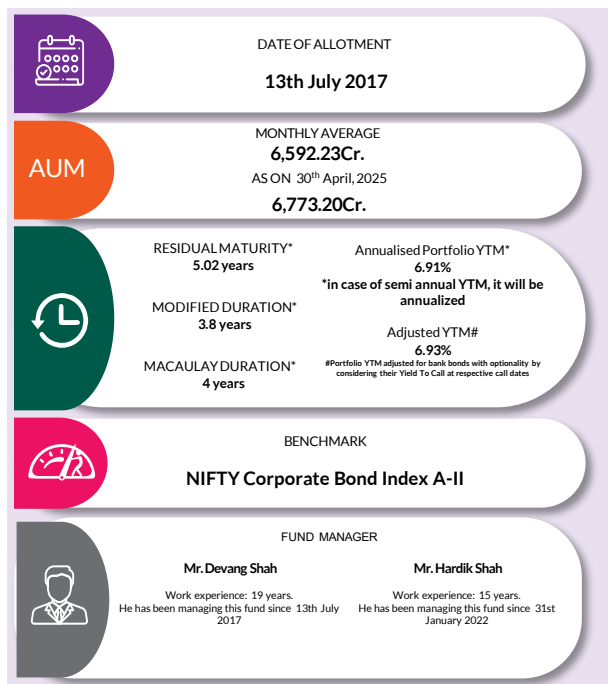 DATE OF ALLOTMENT
13th July 2017
AUM
MONTHLY AVERAGE
6,592.23Cr.
AS ON 30th April, 2025
6,773.20Cr.
RESIDUAL MATURITY*
5.02 years
MODIFIED DURATION*
3.8 years
MACAULAY DURATION*
4 years
Annualised Portfolio YTM*
6.91%
*in case of semi annual YTM, it will be
annualized
Adjusted YTM#
6.93%
#Portfolio YTM adjusted for bank bonds with optionality by
considering their Yield To Call at respective call dates
BENCHMARK
NIFTY Corporate Bond Index A-II
FUND MANAGER
Mr. Devang Shah
Work experience: 19 years.
He has been managing this fund since 13th July
2017
Mr. Hardik Shah
Work experience: 15 years.
He has been managing this fund since 31st
January 2022